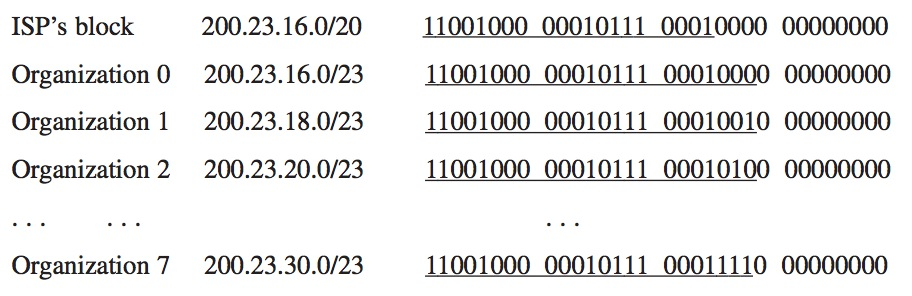 ISP's block 200.23.16.0/20 11001000 00010111 00010000 00000000
Organization 0 200.23.16.0/23 11001000 00010111 00010000 00000000
Organization 1 200.23.18.0/23 11001000 00010111 00010010 00000000
Organization 2 200.23.20.0/23 11001000 00010111 00010100 00000000
. . . . . . . . .
Organization 7 200.23.30.0/23 11001000 00010111 00011110 00000000